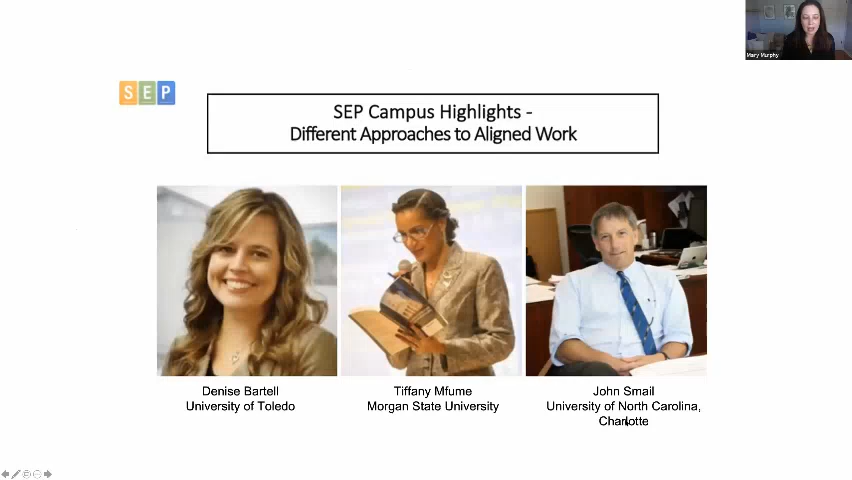 Mary Murphy
SEP
SEP Campus Highlights -
Different Approaches to Aligned Work
Denise Bartell
University of Toledo
Tiffany Mfume
Morgan State University
John Smail
University of North Carolina,
Charlotte